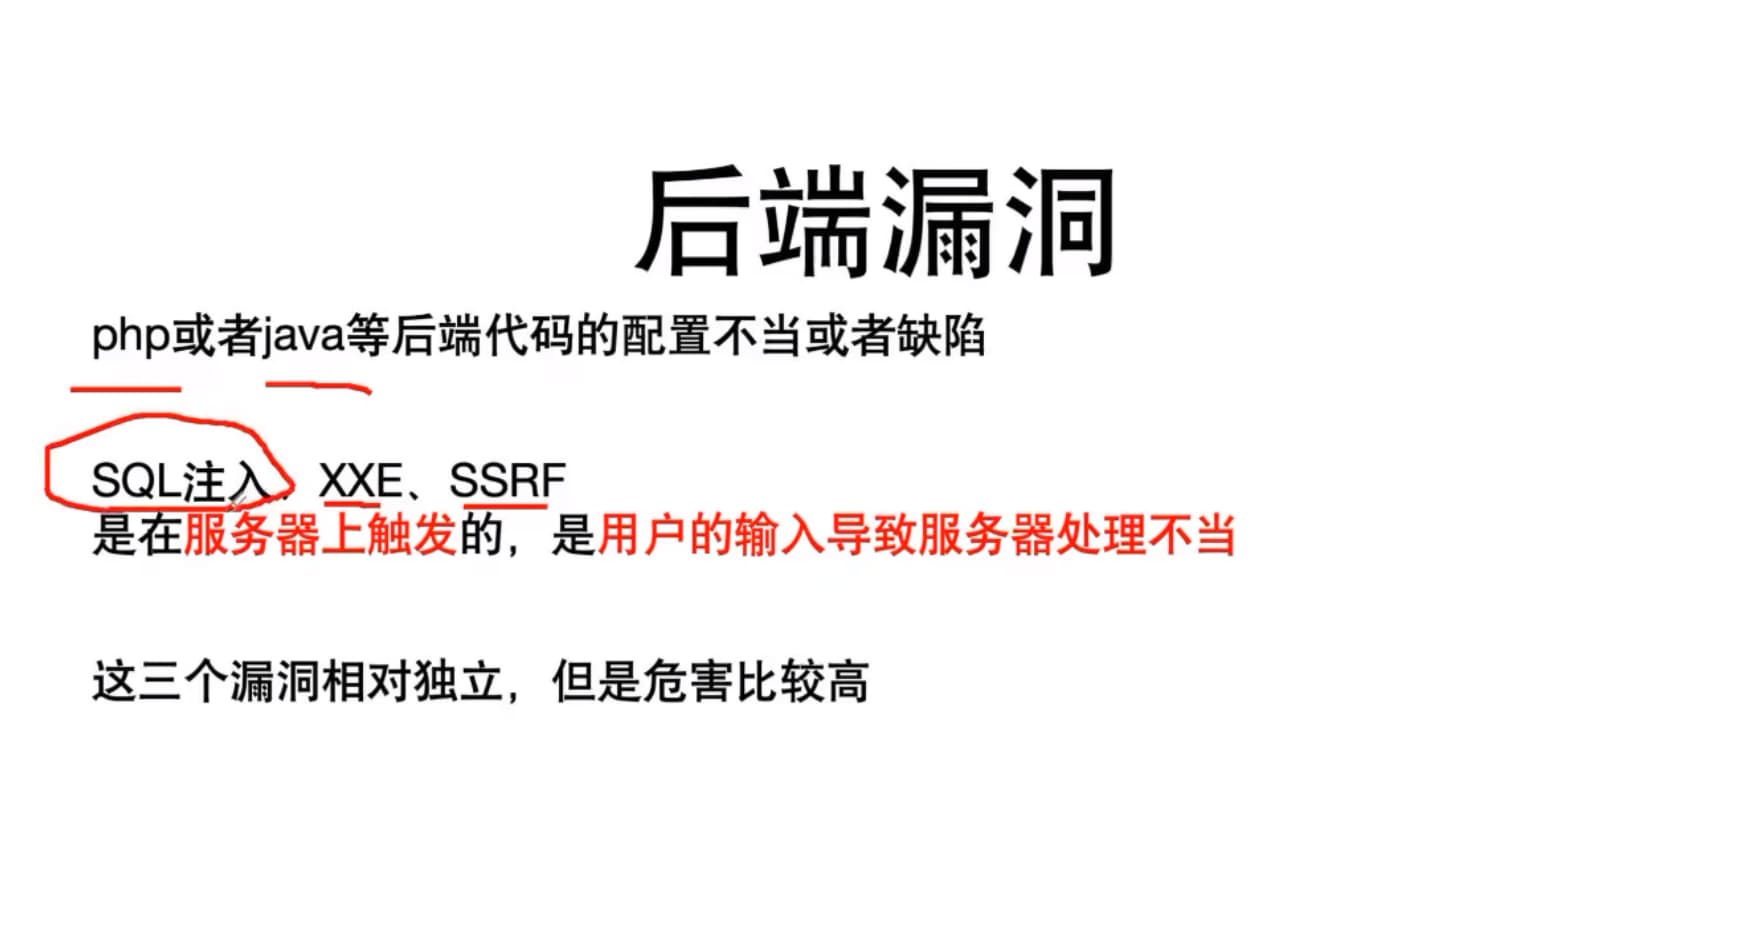 后端漏洞
php或者java等后端代码的配置不当或者缺陷
SQL注入、XXE、SSRF
是在服务器上触发的，是用户的输入导致服务器处理不当
这三个漏洞相对独立，但是危害比较高